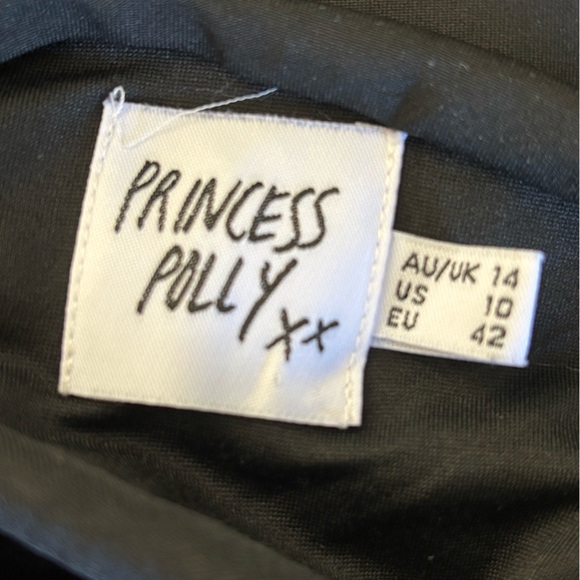 PRINCESS
POLLY
xx
AU/UK 14
US 10
EU 42